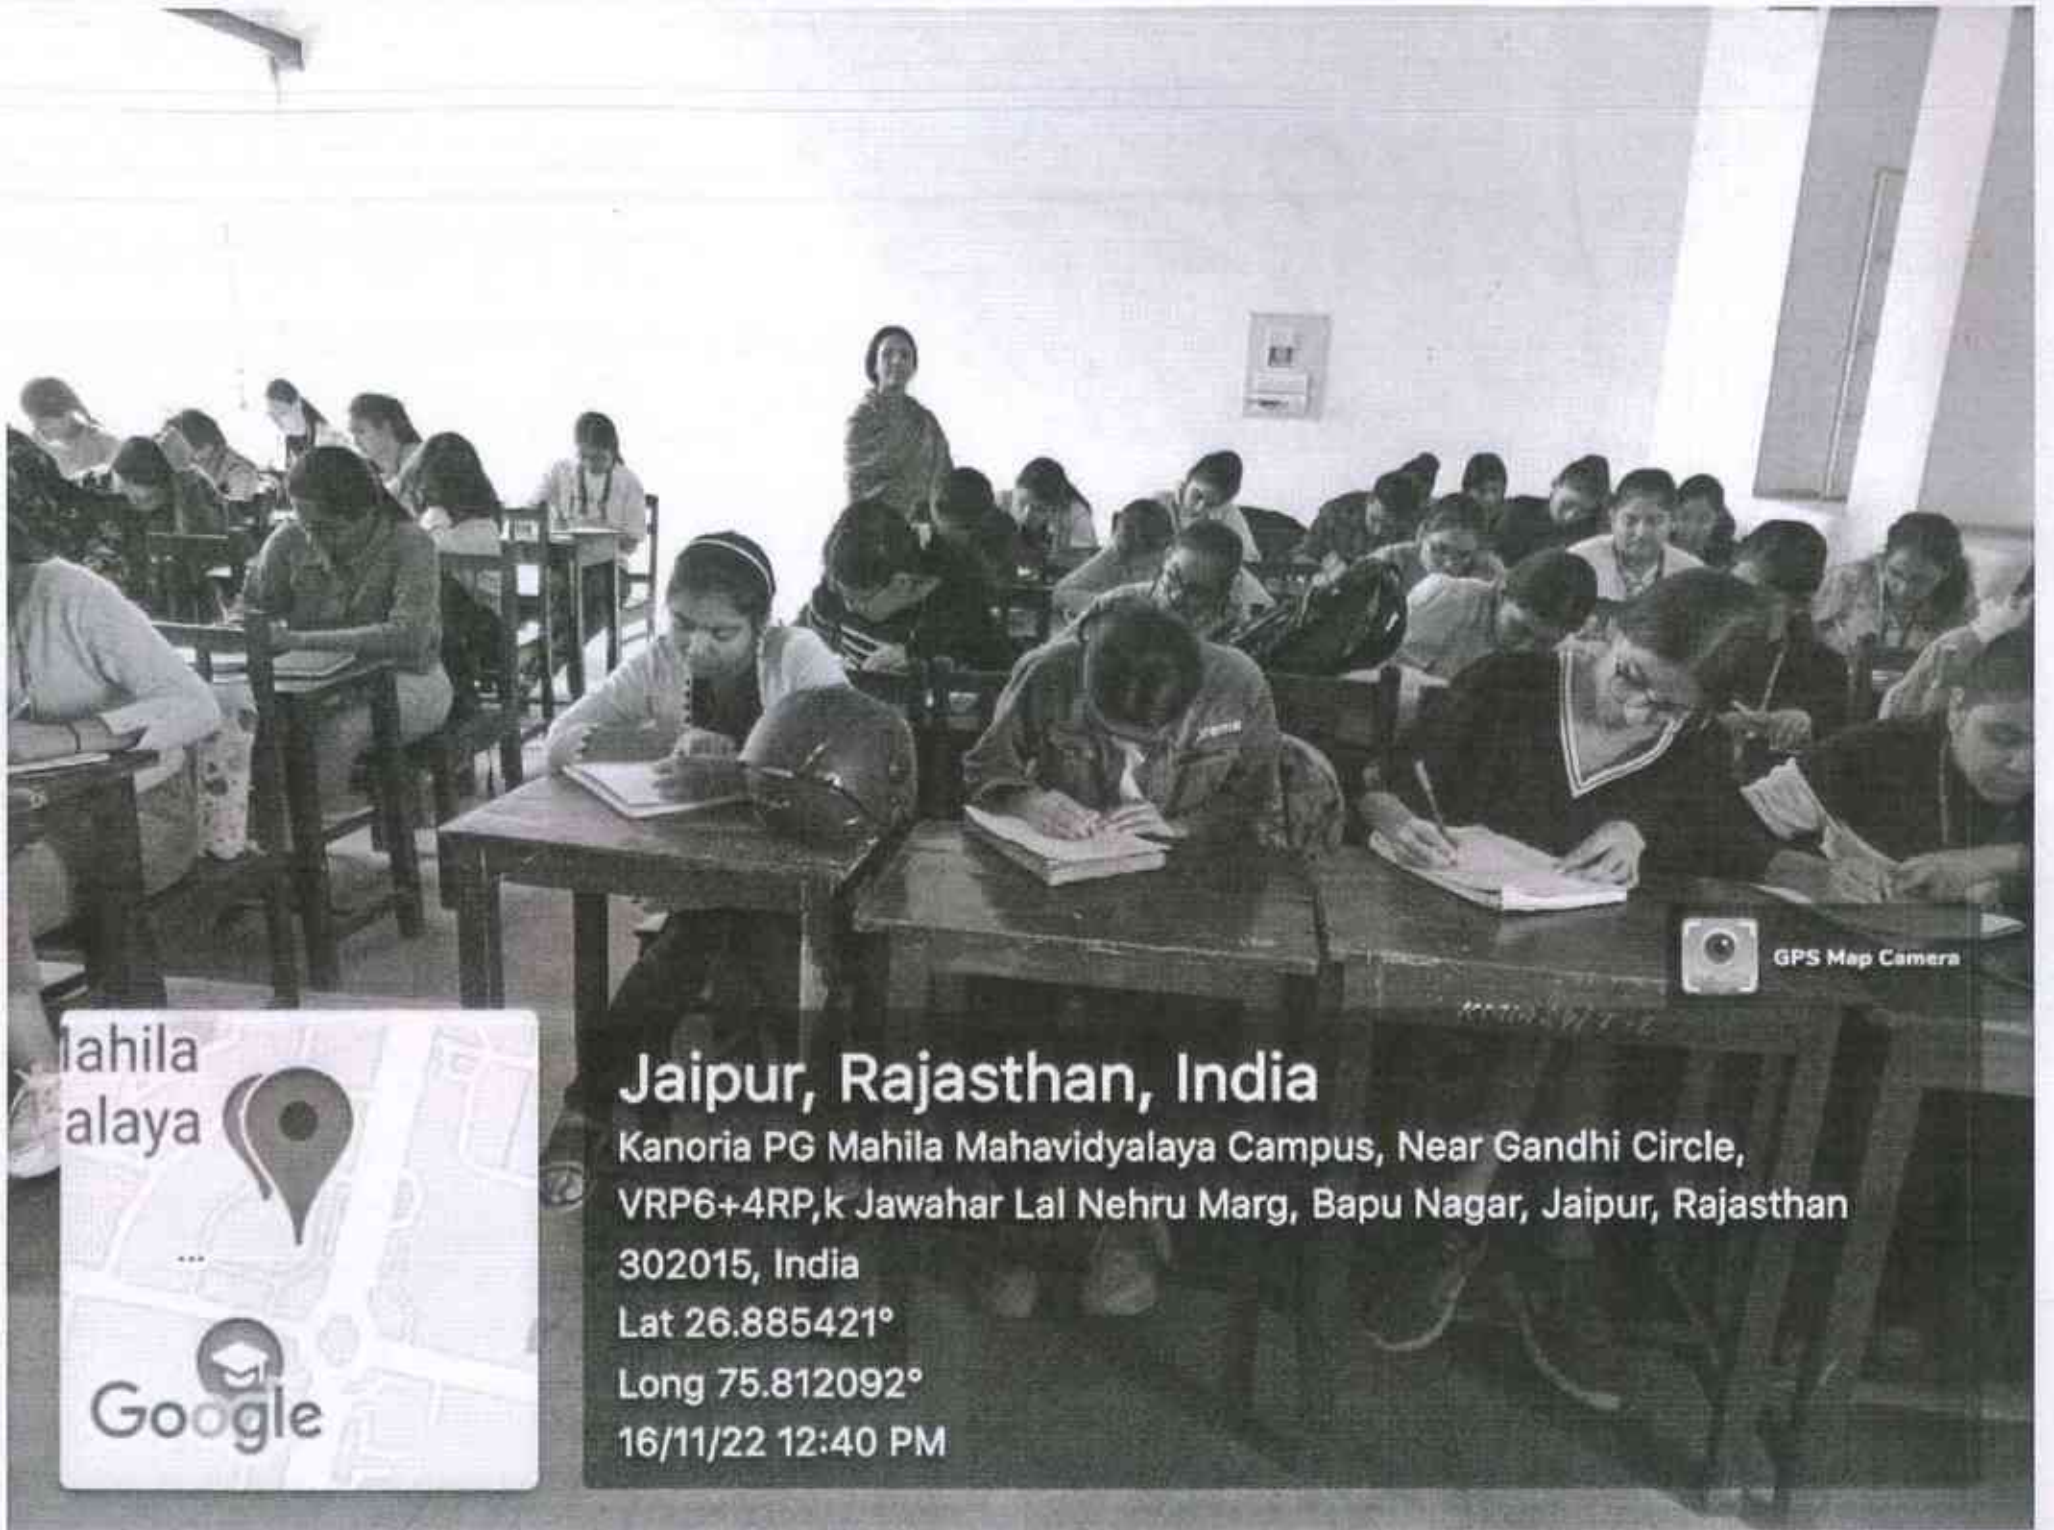 GPS Map Camera
lahila
alaya
Google
Jaipur, Rajasthan, India
Kanoria PG Mahila Mahavidyalaya Campus, Near Gandhi Circle,
VRP6+4RP,k Jawahar Lal Nehru Marg, Bapu Nagar, Jaipur, Rajasthan
302015, India
Lat 26.885421°
Long 75.812092°
16/11/22 12:40 PM